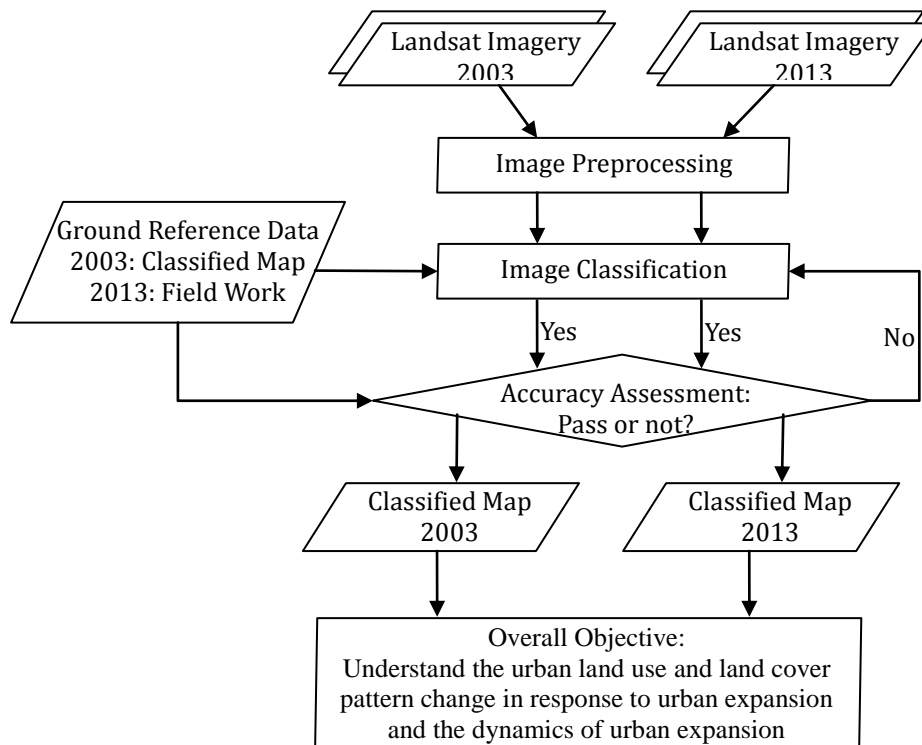 Landsat Imagery
2003
Landsat Imagery
2013
Image Preprocessing
Ground Reference Data
2003: Classified Map
2013: Field Work
Image Classification
Yes
Yes
No
Accuracy Assessment:
Pass or not?
Classified Map
2003
Classified Map
2013
Overall Objective:
Understand the urban land use and land cover
pattern change in response to urban expansion
and the dynamics of urban expansion